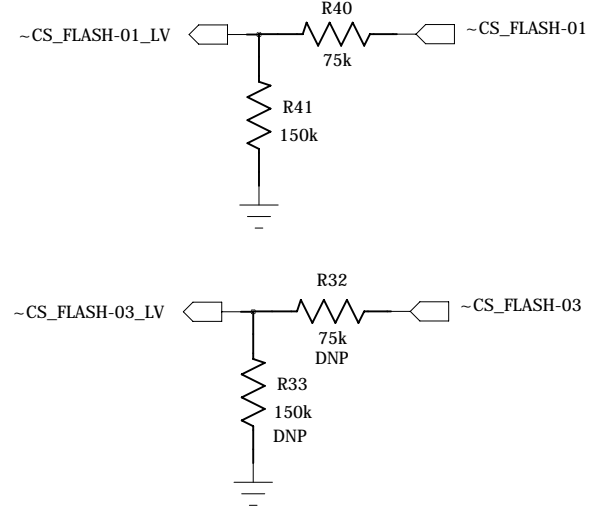 R40
~CS_FLASH-01_LV
~CS_FLASH-01
75k
R41
150k
R32
~CS_FLASH-03_LV
~CS_FLASH-03
75k
DNP
R33
150k
DNP